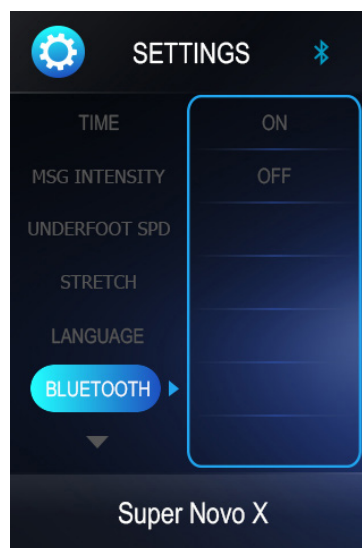 SETTINGS
TIME
ON
MSG INTENSITY
OFF
UNDERFOOT SPD
STRETCH
LANGUAGE
BLUETOOTH
Super Novo X